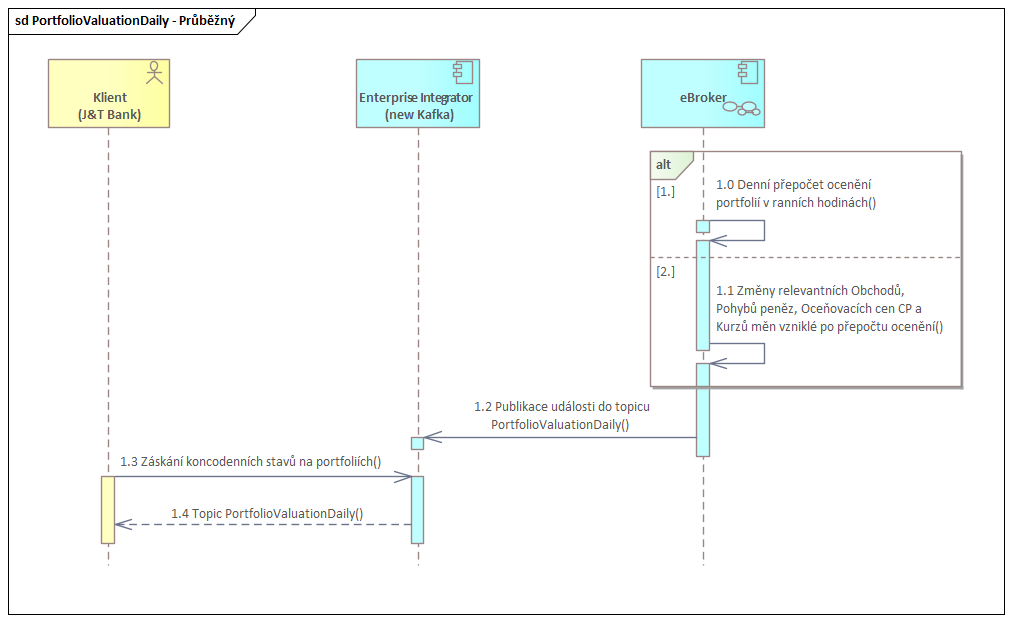 sd PortfolioValuationDaily - Průběžný
Klient
(J&T Bank)
Enterprise Integrator
(new Kafka)
eBroker
alt
[1.]
1.0 Denní přepočet ocenění
portfolií v ranních hodinách()
[2.]
1.1 Změny relevantních Obchodů,
Pohybů peněz, Oceňovacích cen CP a
Kurzů měn vzniklé po přepočtu ocenění()
1.2 Publikace události do topicu
PortfolioValuationDaily()
1.3 Záskání koncodenních stavů na portfoliích()
1.4 Topic PortfolioValuationDaily()